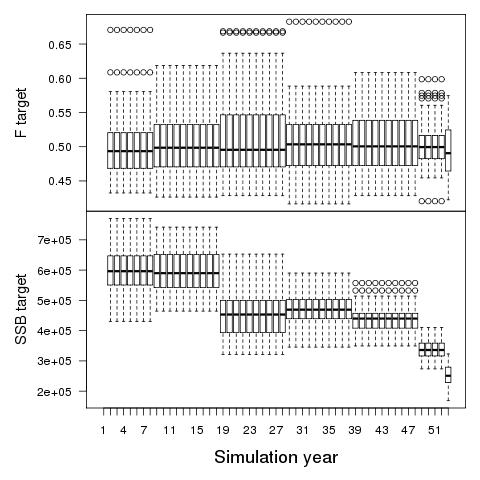 F target
0.65
0.60
0.55
0.50
0.45
SSB target
7e+05
6e+05
5e+05
4e+05
3e+05
2e+05
1 4 7 11 15 19 23 27 31 35 39 43 47 51
Simulation year